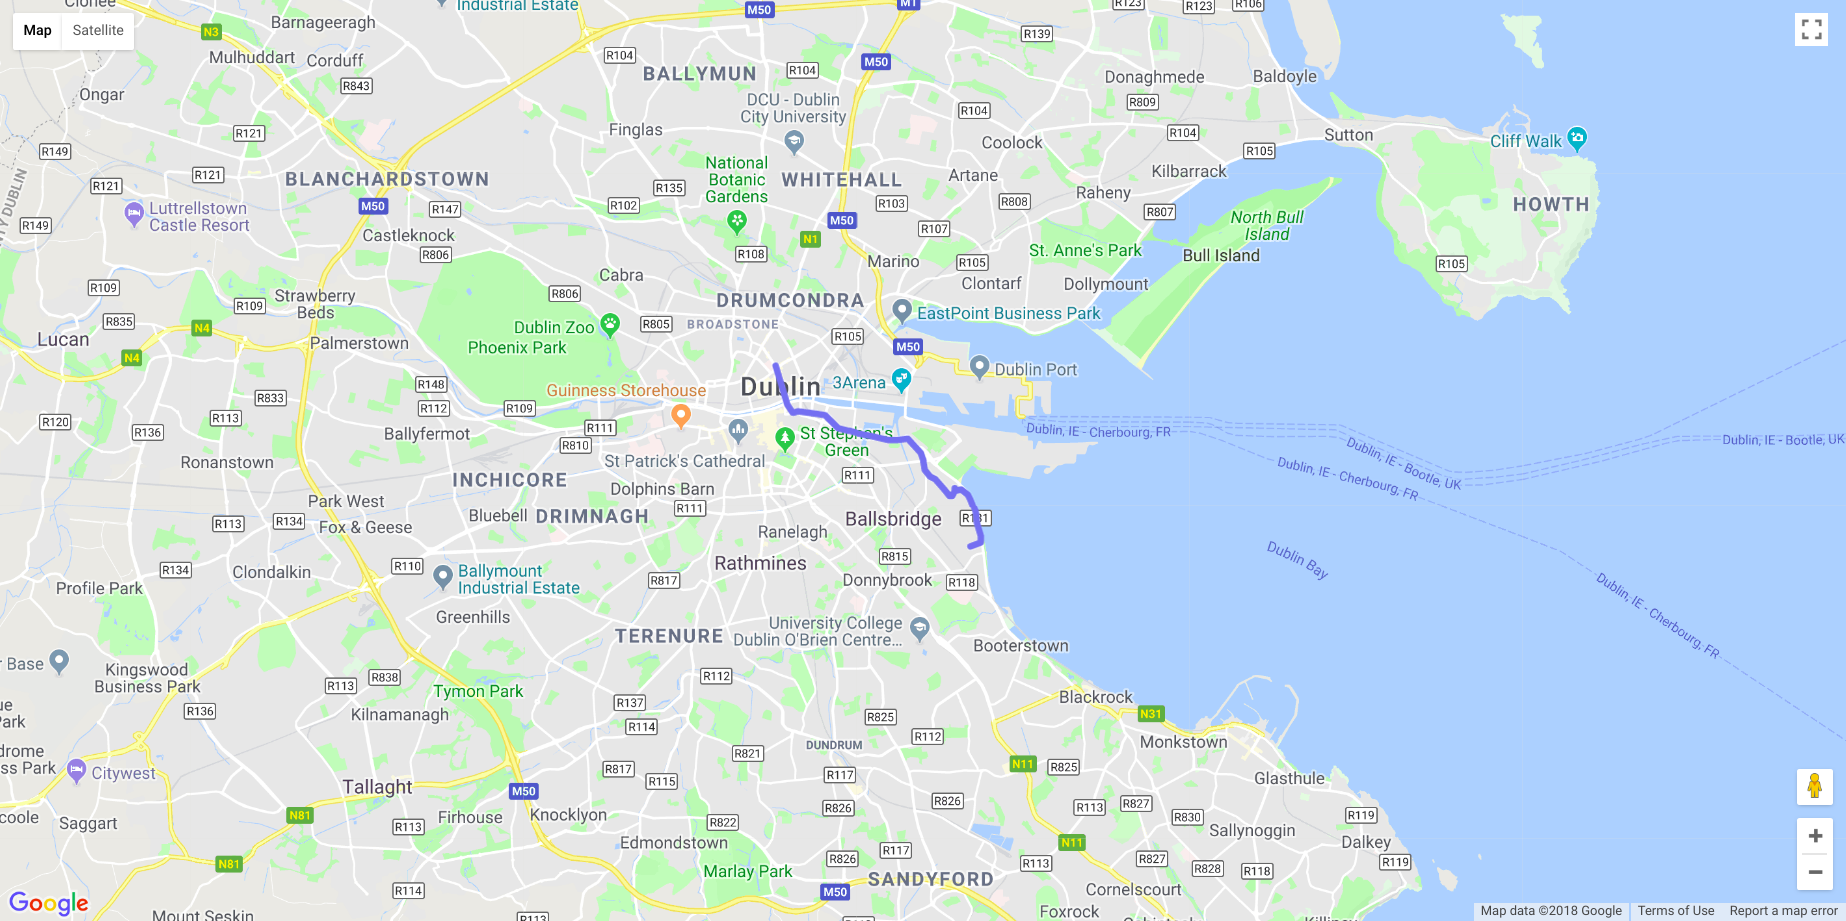 Clonee
Industrial Estate
M50
M1
R123
R123
R106
Map
Satellite
N3
Barnageeragh
R139
Mulhuddart
Corduff
R104
BALLYMUN
R104
M50
Donaghmede
Baldoyle
Ongar
R843
DCU - Dublin
City University
R104
R809
R121
Finglas
Coolock
R104
Sutton
Cliff Walk
R149
R105
National
Botanic
Gardens
WHITEHALL
Artane
Kilbarrack
BLANCHARDSTOWN
R121
R121
R135
Raheny
M50
R147
R102
R103
R808
R807
HOWTH
Luttrellstown
Castle Resort
R149
M50
N1
R107
North Bull
Island
Castleknock
R806
R108
St. Anne's Park
Bull Island
Marino
R105
R105
Cabra
Clontarf
Dollymount
R109
Strawberry
Beds
R109
R806
DRUMCONDRA
R835
N4
Dublin Zoo
R805
BROADSTONE
R105
EastPoint Business Park
Lucan
N4
Palmerstown
Phoenix Park
M50
Dublin Port
R148
Guinness Storehouse
Dublin
3Arena
R833
R112
R109
R113
R120
R136
Ballyfermot
R111
R810
St Stephen's
Green
Dublin, IE - Cherbourg, FR
Dublin, IE - Bootle, UK
Dublin, IE - Bootle, UK
Ronanstown
St Patrick's Cathedral
R111
Dublin, IE - Cherbourg, FR
INCHICORE
Dolphins Barn
Park West
R113
R134
Fox & Geese
Bluebell
DRIMNAGH
R111
Ranelagh
Ballsbridge
R131
Dublin Bay
R134
Clondalkin
R110
Ballymount
Industrial Estate
Rathmines
R815
Profile Park
R817
Donnybrook
R118
Dublin, IE - Cherbourg, FR
Greenhills
University College
Dublin O'Brien Centre...
TERENURE
Booterstown
r Base
Kingswood
Business Park
R113
R838
R112
Tymon Park
Blackrock
ue
Park
R136
Kilnamanagh
R137
R114
R825
R112
N31
Monkstown
drome
ss Park
Citywest
R821
DUNDRUM
N11
R825
R817
R115
R117
Glasthule
Tallaght
M50
R826
R826
R113
R827
R830
R119
coole
Saggart
N81
R113
Firhouse
Knocklyon
R822
Sallynoggin
Edmondstown
R117
N11
Dalkey
N81
R826
R113
R827
R828
R118
R119
Marlay Park
SANDYFORD
R114
M50
Cornelscourt
Mount Seskin
R113
Foxrock
Killiney
Google
Map data ©2018 Google
Terms of Use
Report a map error